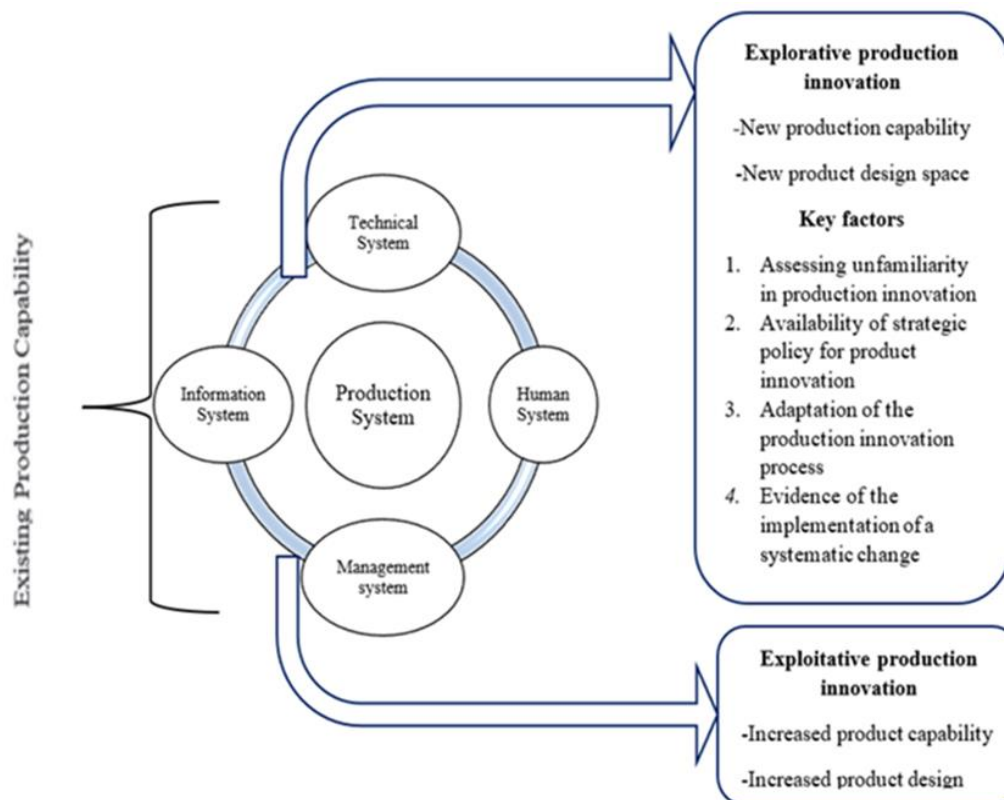 Existing Production Capability
Technical
System
Information
System
Production
System
Human
System
Management
system
Explorative production
innovation
-New production capability
-New product design space
Key factors
1. Assessing unfamiliarity
in production innovation
2. Availability of strategic
policy for product
innovation
3. Adaptation of the
production innovation
process
4. Evidence of the
implementation of a
systematic change
Exploitative production
innovation
-Increased product capability
-Increased product design